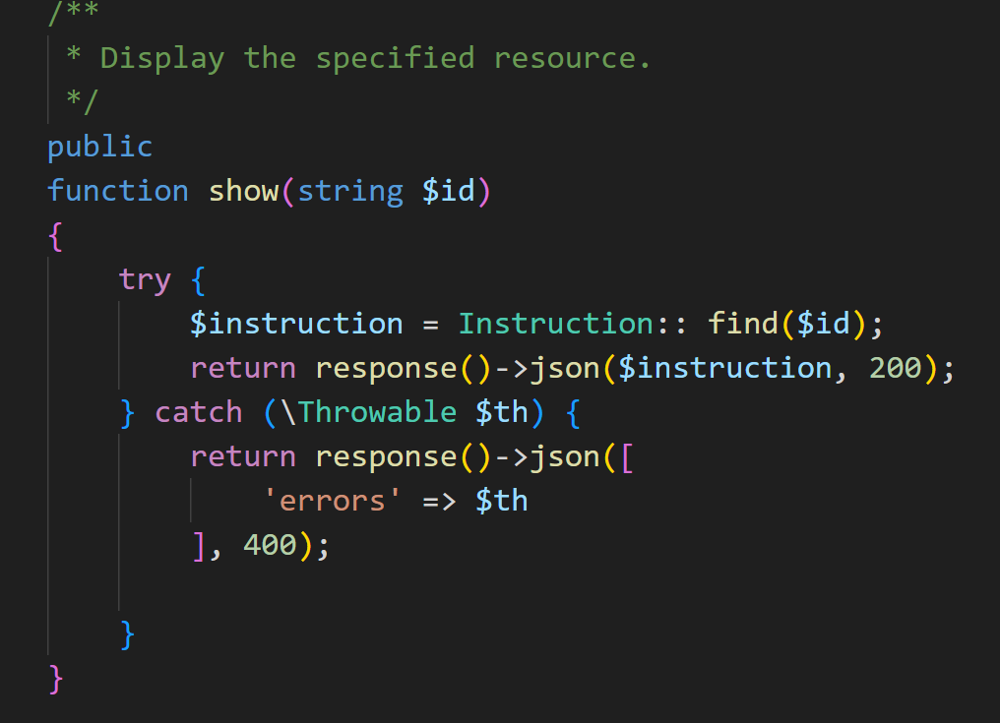 /**
 * Display the specified resource.
 */
public
function show(string $id)
{
    try {
        $instruction = Instruction:: find($id);
        return response()->json($instruction, 200);
    } catch (\Throwable $th) {
        return response()->json([
            'errors' => $th
        ], 400);

    }
}